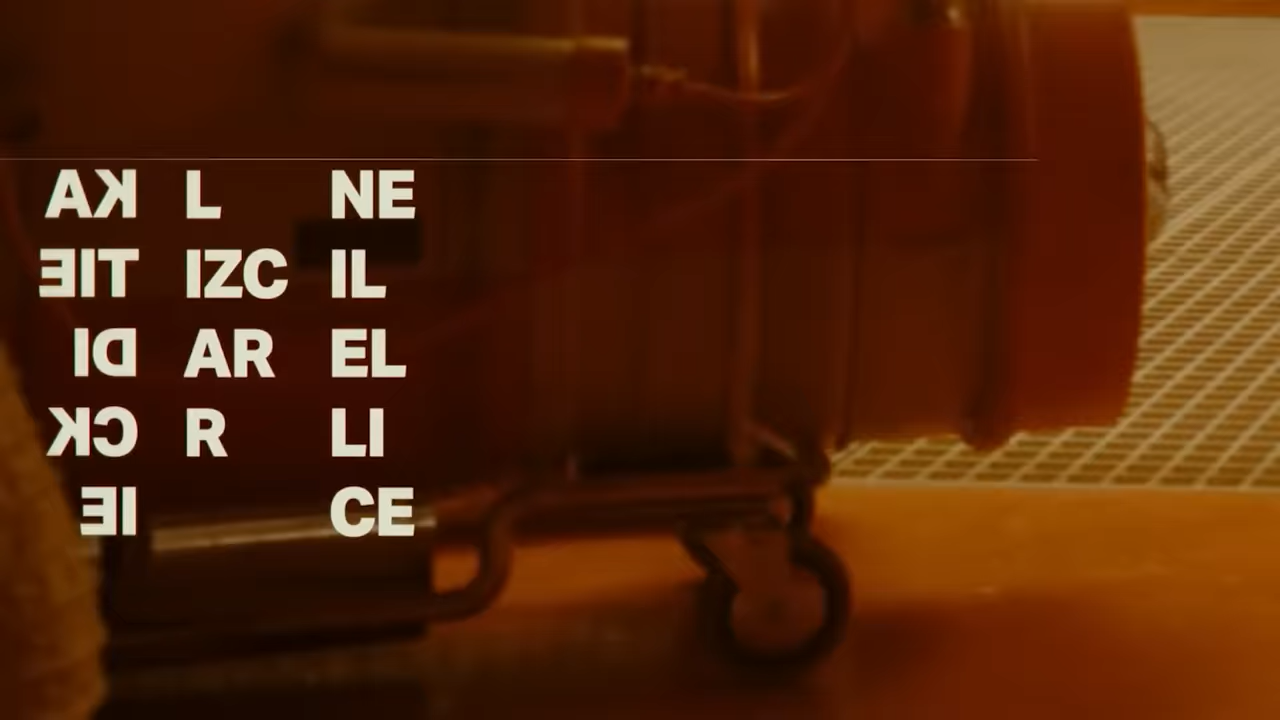 KA L NE
TIE IZC IL
DI AR EL
CK R LI
IE CE